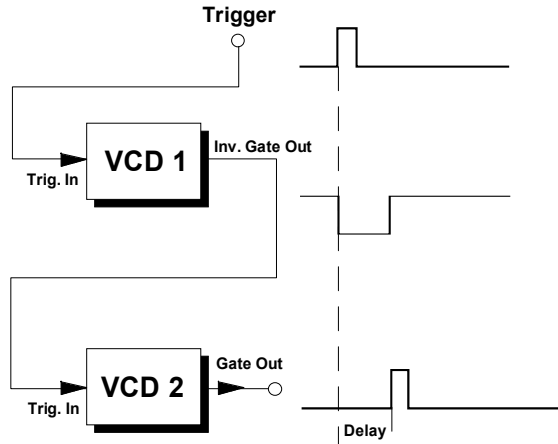 Trigger
VCD 1
Inv. Gate Out
Trig. In
VCD 2
Gate Out
Trig. In
Delay